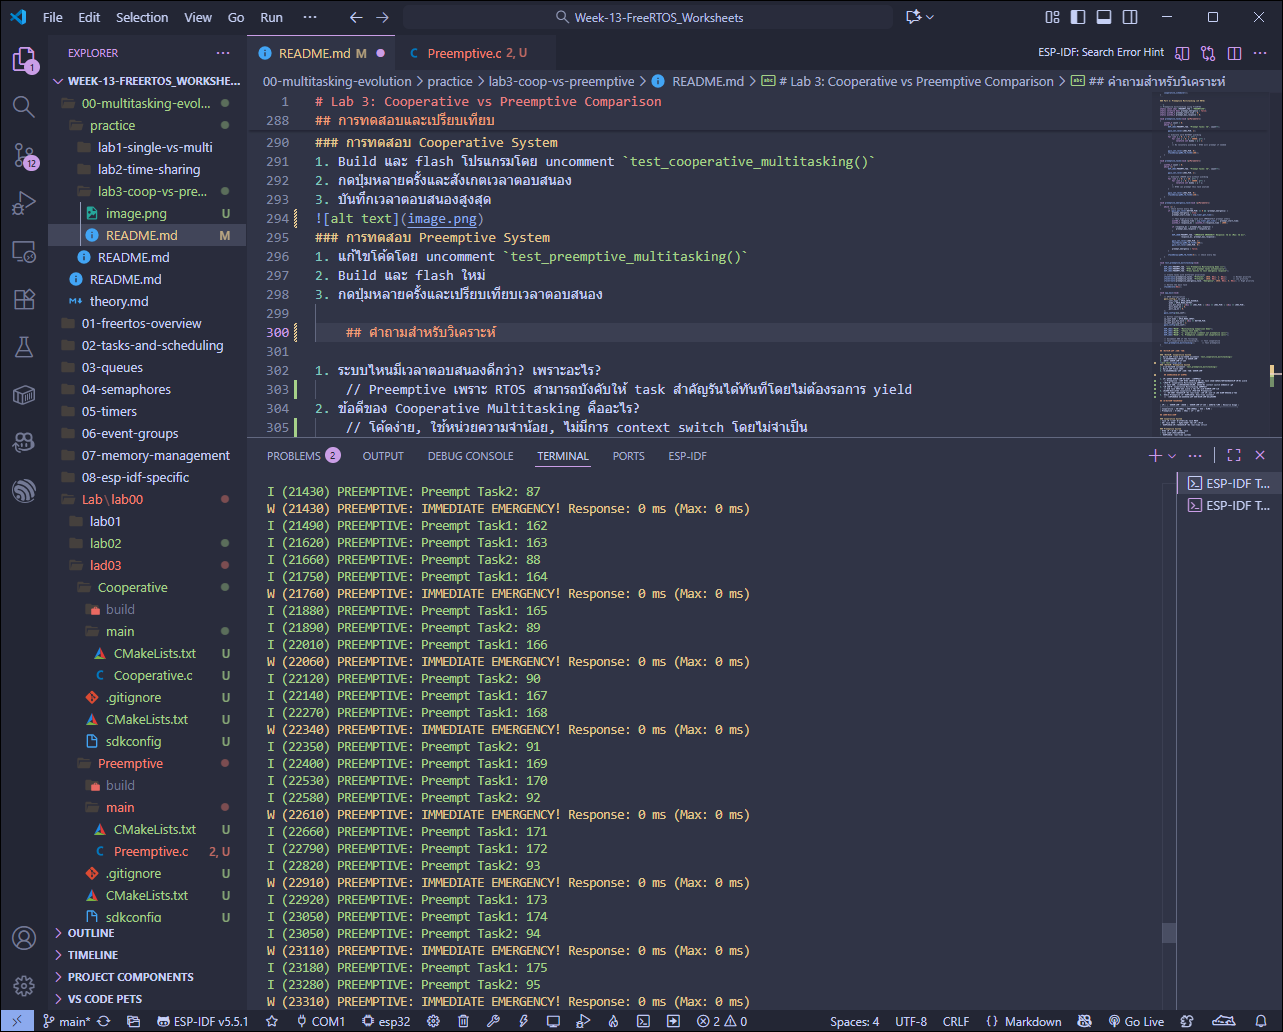 File Edit Selection View Go Run ··· Week-13-FreeRTOS_Worksheets
EXPLORER ···
WEEK-13-FREERTOS_WORKSHE...
00-multitasking-evol...
practice
lab1-single-vs-multi
lab2-time-sharing
lab3-coop-vs-pre...
image.png U
README.md M
README.md
README.md
theory.md
01-freertos-overview
02-tasks-and-scheduling
03-queues
04-semaphores
05-timers
06-event-groups
07-memory-management
08-esp-idf-specific
Lab\lab00
lab01
lab02
lad03
Cooperative
build
main
CMakeLists.txt U
Cooperative.c U
.gitignore U
CMakeLists.txt U
sdkconfig U
Preemptive
build
main
CMakeLists.txt U
Preemptive.c 2, U
.gitignore U
CMakeLists.txt U
sdkconfig U
OUTLINE
TIMELINE
PROJECT COMPONENTS
VS CODE PETS
1
12
README.md M
Preemptive.c 2, U
ESP-IDF: Search Error Hint
00-multitasking-evolution > practice > lab3-coop-vs-preemptive > README.md > # Lab 3: Cooperative vs Preemptive Comparison > ## คำถามสำหรับวิเคราะห์
1 # Lab 3: Cooperative vs Preemptive Comparison
288 ## การทดสอบและเปรียบเทียบ
290 ### การทดสอบ Cooperative System
291 1. Build และ flash โปรแกรมโดย uncomment `test_cooperative_multitasking()`
292 2. กดปุ่มหลายครั้งและสังเกตเวลาตอบสนอง
293 3. บันทึกเวลาตอบสนองสูงสุด
294 ![alt text](image.png)
295 ### การทดสอบ Preemptive System
296 1. แก้ไขโค้ดโดย uncomment `test_preemptive_multitasking()`
297 2. Build และ flash ใหม่
298 3. กดปุ่มหลายครั้งและเปรียบเทียบเวลาตอบสนอง
299
300 ## คำถามสำหรับวิเคราะห์
301
302 1. ระบบไหนมีเวลาตอบสนองดีกว่า? เพราะอะไร?
303 // Preemptive เพราะ RTOS สามารถบังคับให้ task สำคัญรันได้ทันทีโดยไม่ต้องรอการ yield
304 2. ข้อดีของ Cooperative Multitasking คืออะไร?
305 // โค้ดง่าย, ใช้หน่วยความจำน้อย, ไม่มีการ context switch โดยไม่จำเป็น
PROBLEMS 2 OUTPUT DEBUG CONSOLE TERMINAL PORTS ESP-IDF
ESP-IDF T...
ESP-IDF T...
I (21430) PREEMPTIVE: Preempt Task2: 87
W (21430) PREEMPTIVE: IMMEDIATE EMERGENCY! Response: 0 ms (Max: 0 ms)
I (21490) PREEMPTIVE: Preempt Task1: 162
I (21620) PREEMPTIVE: Preempt Task1: 163
I (21660) PREEMPTIVE: Preempt Task2: 88
I (21750) PREEMPTIVE: Preempt Task1: 164
W (21760) PREEMPTIVE: IMMEDIATE EMERGENCY! Response: 0 ms (Max: 0 ms)
I (21880) PREEMPTIVE: Preempt Task1: 165
I (21890) PREEMPTIVE: Preempt Task2: 89
I (22010) PREEMPTIVE: Preempt Task1: 166
W (22060) PREEMPTIVE: IMMEDIATE EMERGENCY! Response: 0 ms (Max: 0 ms)
I (22120) PREEMPTIVE: Preempt Task2: 90
I (22140) PREEMPTIVE: Preempt Task1: 167
I (22270) PREEMPTIVE: Preempt Task1: 168
W (22340) PREEMPTIVE: IMMEDIATE EMERGENCY! Response: 0 ms (Max: 0 ms)
I (22350) PREEMPTIVE: Preempt Task2: 91
I (22400) PREEMPTIVE: Preempt Task1: 169
I (22530) PREEMPTIVE: Preempt Task1: 170
I (22580) PREEMPTIVE: Preempt Task2: 92
W (22610) PREEMPTIVE: IMMEDIATE EMERGENCY! Response: 0 ms (Max: 0 ms)
I (22660) PREEMPTIVE: Preempt Task1: 171
I (22790) PREEMPTIVE: Preempt Task1: 172
I (22820) PREEMPTIVE: Preempt Task2: 93
W (22910) PREEMPTIVE: IMMEDIATE EMERGENCY! Response: 0 ms (Max: 0 ms)
I (22920) PREEMPTIVE: Preempt Task1: 173
I (23050) PREEMPTIVE: Preempt Task1: 174
I (23050) PREEMPTIVE: Preempt Task2: 94
W (23110) PREEMPTIVE: IMMEDIATE EMERGENCY! Response: 0 ms (Max: 0 ms)
I (23180) PREEMPTIVE: Preempt Task1: 175
I (23280) PREEMPTIVE: Preempt Task2: 95
W (23310) PREEMPTIVE: IMMEDIATE EMERGENCY! Response: 0 ms (Max: 0 ms)
main* ESP-IDF v5.5.1 COM1 esp32 2 0 Spaces: 4 UTF-8 CRLF {} Markdown Go Live